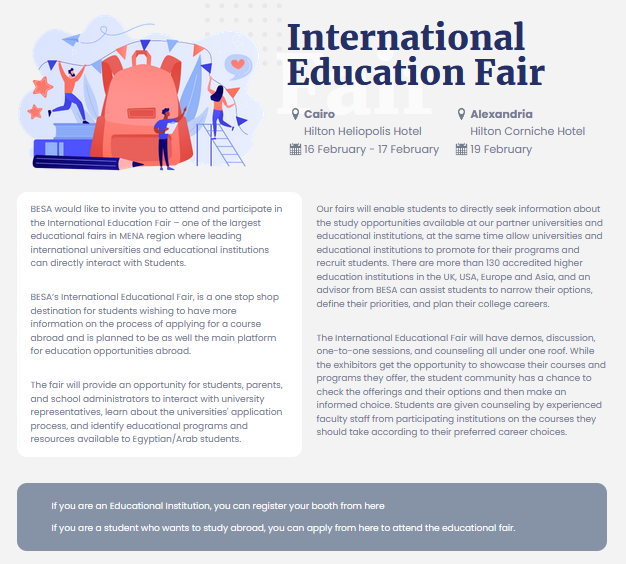 International
Education Fair
Fair
Cairo
Hilton Heliopolis Hotel
16 February - 17 February
Alexandria
Hilton Corniche Hotel
19 February
BESA would like to invite you to attend and participate in
the International Education Fair – one of the largest
educational fairs in MENA region where leading
international universities and educational institutions
can directly interact with Students.
BESA's International Educational Fair, is a one stop shop
destination for students wishing to have more
information on the process of applying for a course
abroad and is planned to be as well the main platform
for education opportunities abroad.
The fair will provide an opportunity for students, parents,
and school administrators to interact with university
representatives, learn about the universities' application
process, and identify educational programs and
resources available to Egyptian/Arab students.
Our fairs will enable students to directly seek information about
the study opportunities available at our partner universities and
educational institutions, at the same time allow universities and
educational institutions to promote for their programs and
recruit students. There are more than 130 accredited higher
education institutions in the UK, USA, Europe and Asia, and an
advisor from BESA can assist students to narrow their options,
define their priorities, and plan their college careers.
The International Educational Fair will have demos, discussion,
one-to-one sessions, and counseling all under one roof. While
the exhibitors get the opportunity to showcase their courses and
programs they offer, the student community has a chance to
check the offerings and their options and then make an
informed choice. Students are given counseling by experienced
faculty staff from participating institutions on the courses they
should take according to their preferred career choices.
If you are an Educational Institution, you can register your booth from here
If you are a student who wants to study abroad, you can apply from here to attend the educational fair.